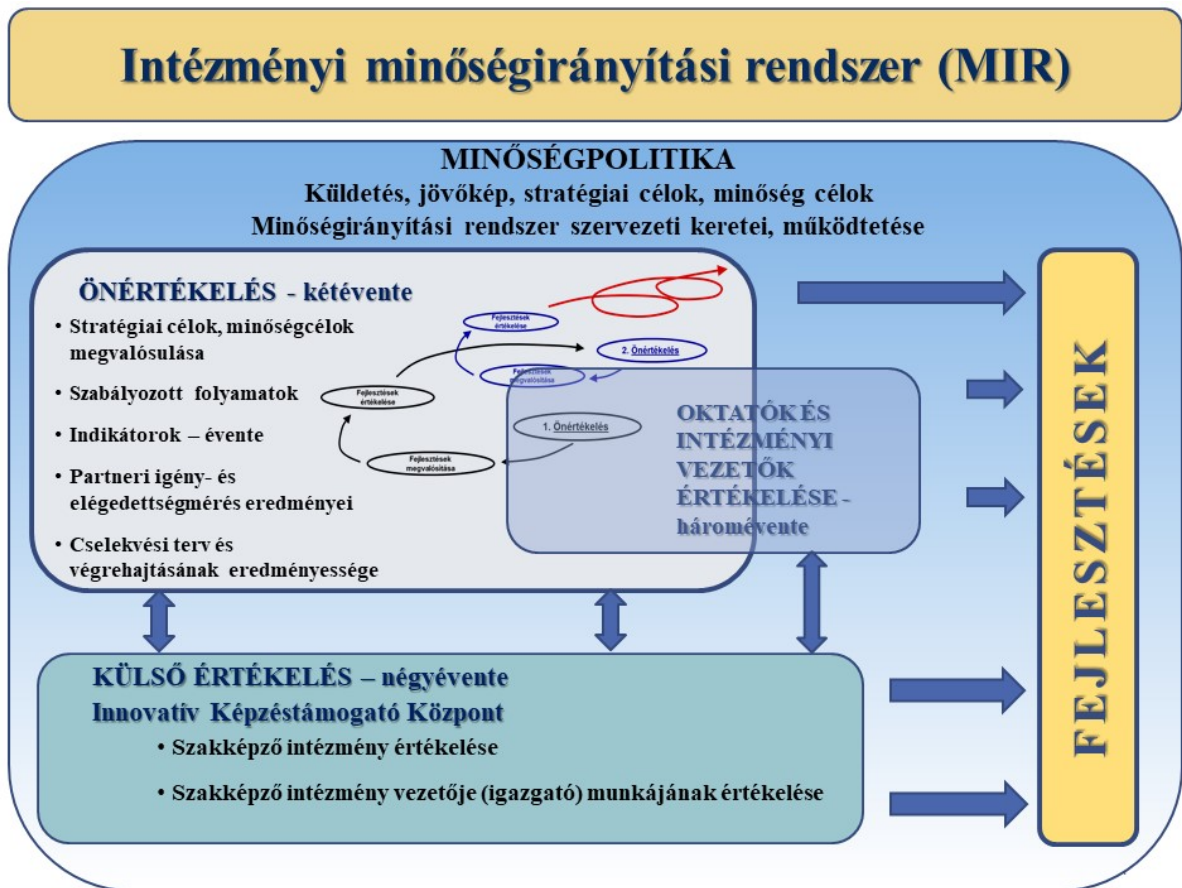 Intézményi minőségirányítási rendszer (MIR)
MINŐSÉGPOLITIKA
Küldetés, jövőkép, stratégiai célok, minőség célok
Minőségirányítási rendszer szervezeti keretei, működtetése
ÖNÉRTÉKELÉS - kétévente
• Stratégiai célok, minőségcélok
megvalósulása
• Szabályozott folyamatok
• Indikátorok – évente
• Partneri igény- és
elégedettségmérés eredményei
• Cselekvési terv és
végrehajtásának eredményessége
Fejlesztések
értékelése
2. Önértékelés
Fejlesztések
megvalósítása
Fejlesztések
értékelése
1. Önértékelés
Fejlesztések
megvalósítása
OKTATÓK ÉS
INTÉZMÉNYI
VEZETŐK
ÉRTÉKELÉSE -
háromévente
KÜLSŐ ÉRTÉKELÉS – négyévente
Innovatív Képzéstámogató Központ
• Szakképző intézmény értékelése
• Szakképző intézmény vezetője (igazgató) munkájának értékelése
FEJLESZTÉSEK